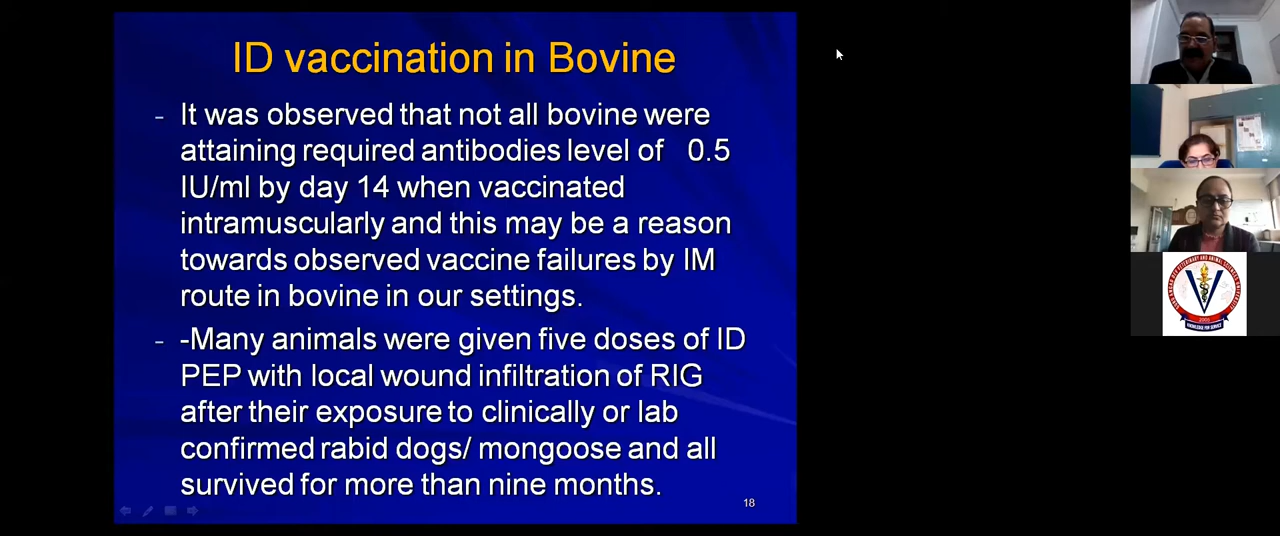 ID vaccination in Bovine
- It was observed that not all bovine were
attaining required antibodies level of 0.5
IU/ml by day 14 when vaccinated
intramuscularly and this may be a reason
towards observed vaccine failures by IM
route in bovine in our settings.
- -Many animals were given five doses of ID
PEP with local wound infiltration of RIG
after their exposure to clinically or lab
confirmed rabid dogs/ mongoose and all
survived for more than nine months.
18
V
2005
KNOWLEDGE FOR SERVICE